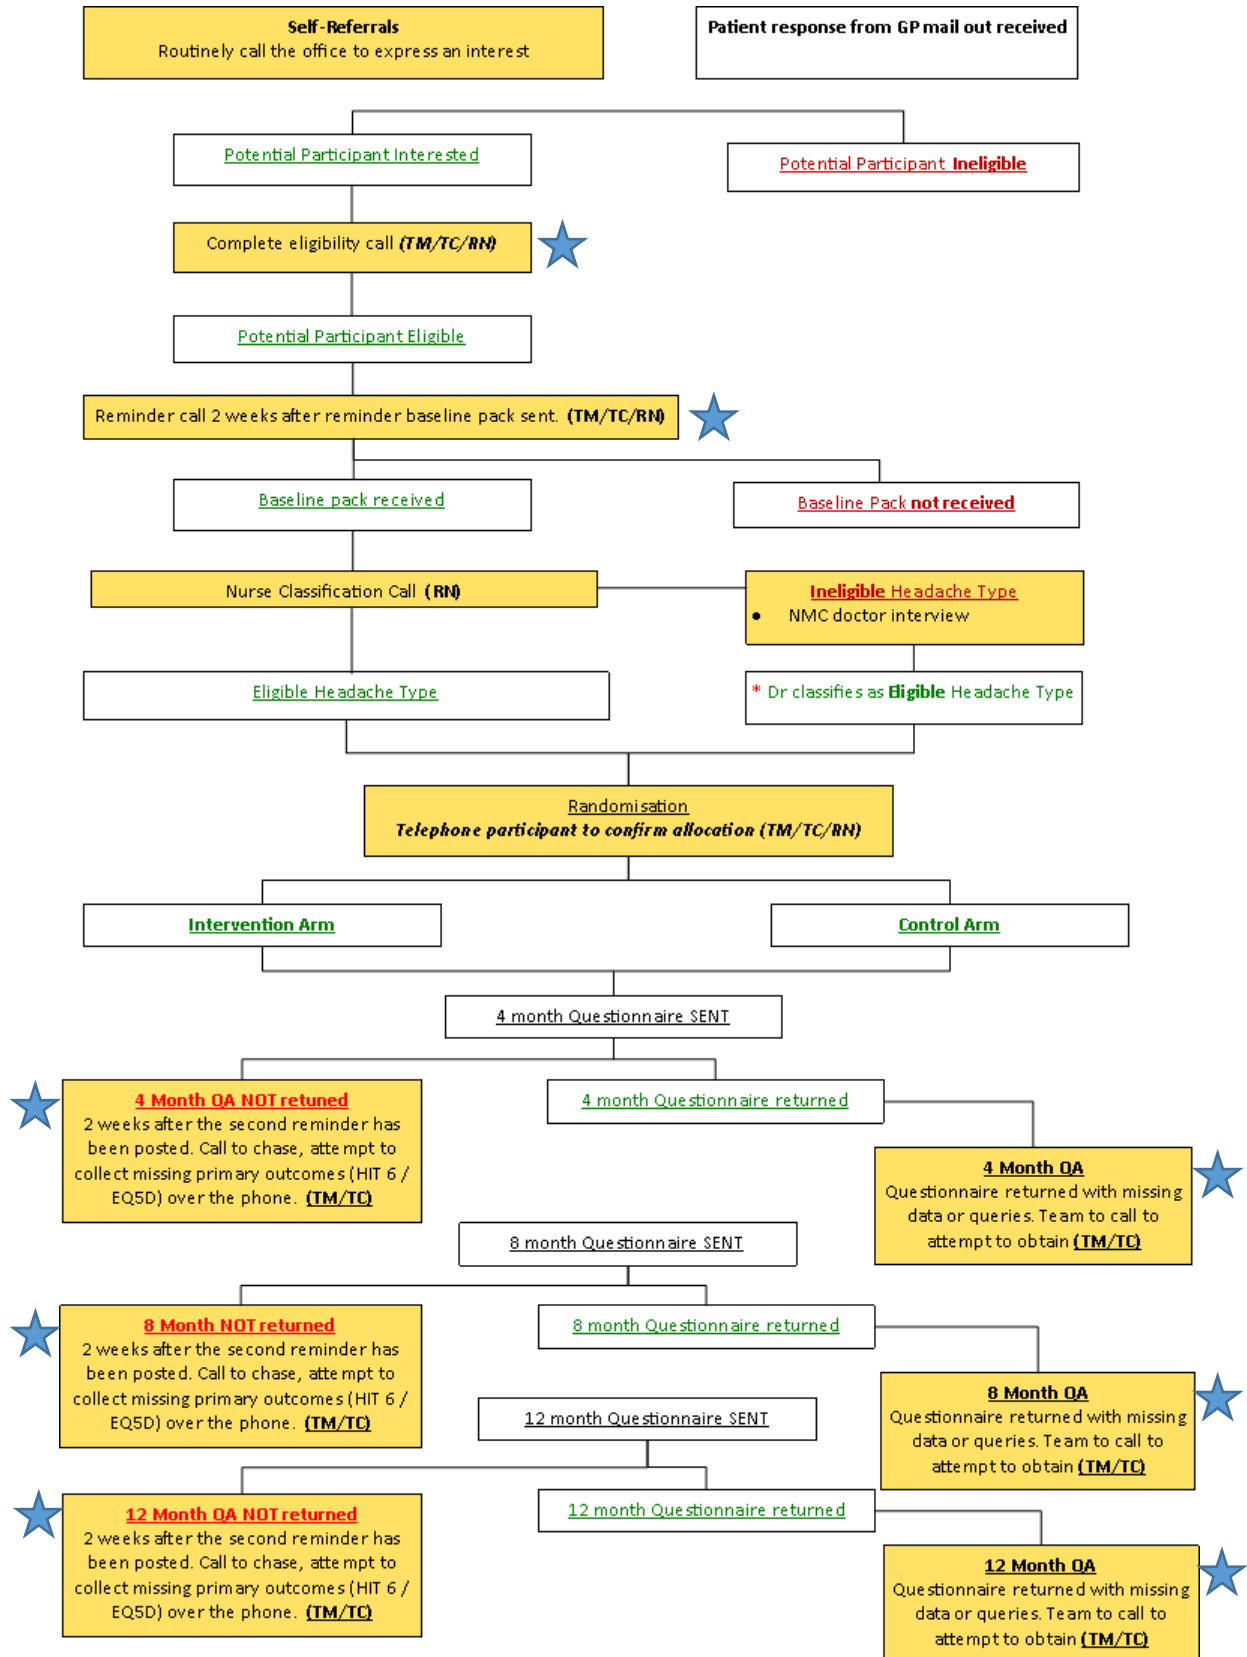 Self-Referrals
Routinely call the office to express an interest
Patient response from GP mail out received
Potential Participant Interested
Potential Participant Ineligible
Complete eligibility call (TM/TC/RN)
Potential Participant Eligible
Reminder call 2 weeks after reminder baseline pack sent. (TM/TC/RN)
Baseline pack received
Baseline Pack not received
Nurse Classification Call (RN)
Ineligible Headache Type
• NMC doctor interview
Eligible Headache Type
* Dr classifies as Eligible Headache Type
Randomisation
Telephone participant to confirm allocation (TM/TC/RN)
Intervention Arm
Control Arm
4 month Questionnaire SENT
4 Month QA NOT retuned
2 weeks after the second reminder has
been posted. Call to chase, attempt to
collect missing primary outcomes (HIT 6 /
EQ5D) over the phone. (TM/TC)
4 month Questionnaire returned
4 Month QA
Questionnaire returned with missing
data or queries. Team to call to
attempt to obtain (TM/TC)
8 month Questionnaire SENT
8 Month NOT returned
2 weeks after the second reminder has
been posted. Call to chase, attempt to
collect missing primary outcomes (HIT 6 /
EQ5D) over the phone. (TM/TC)
8 month Questionnaire returned
8 Month QA
Questionnaire returned with missing
data or queries. Team to call to
attempt to obtain (TM/TC)
12 month Questionnaire SENT
12 Month QA NOT returned
2 weeks after the second reminder has
been posted. Call to chase, attempt to
collect missing primary outcomes (HIT 6 /
EQ5D) over the phone. (TM/TC)
12 month Questionnaire returned
12 Month QA
Questionnaire returned with missing
data or queries. Team to call to
attempt to obtain (TM/TC)